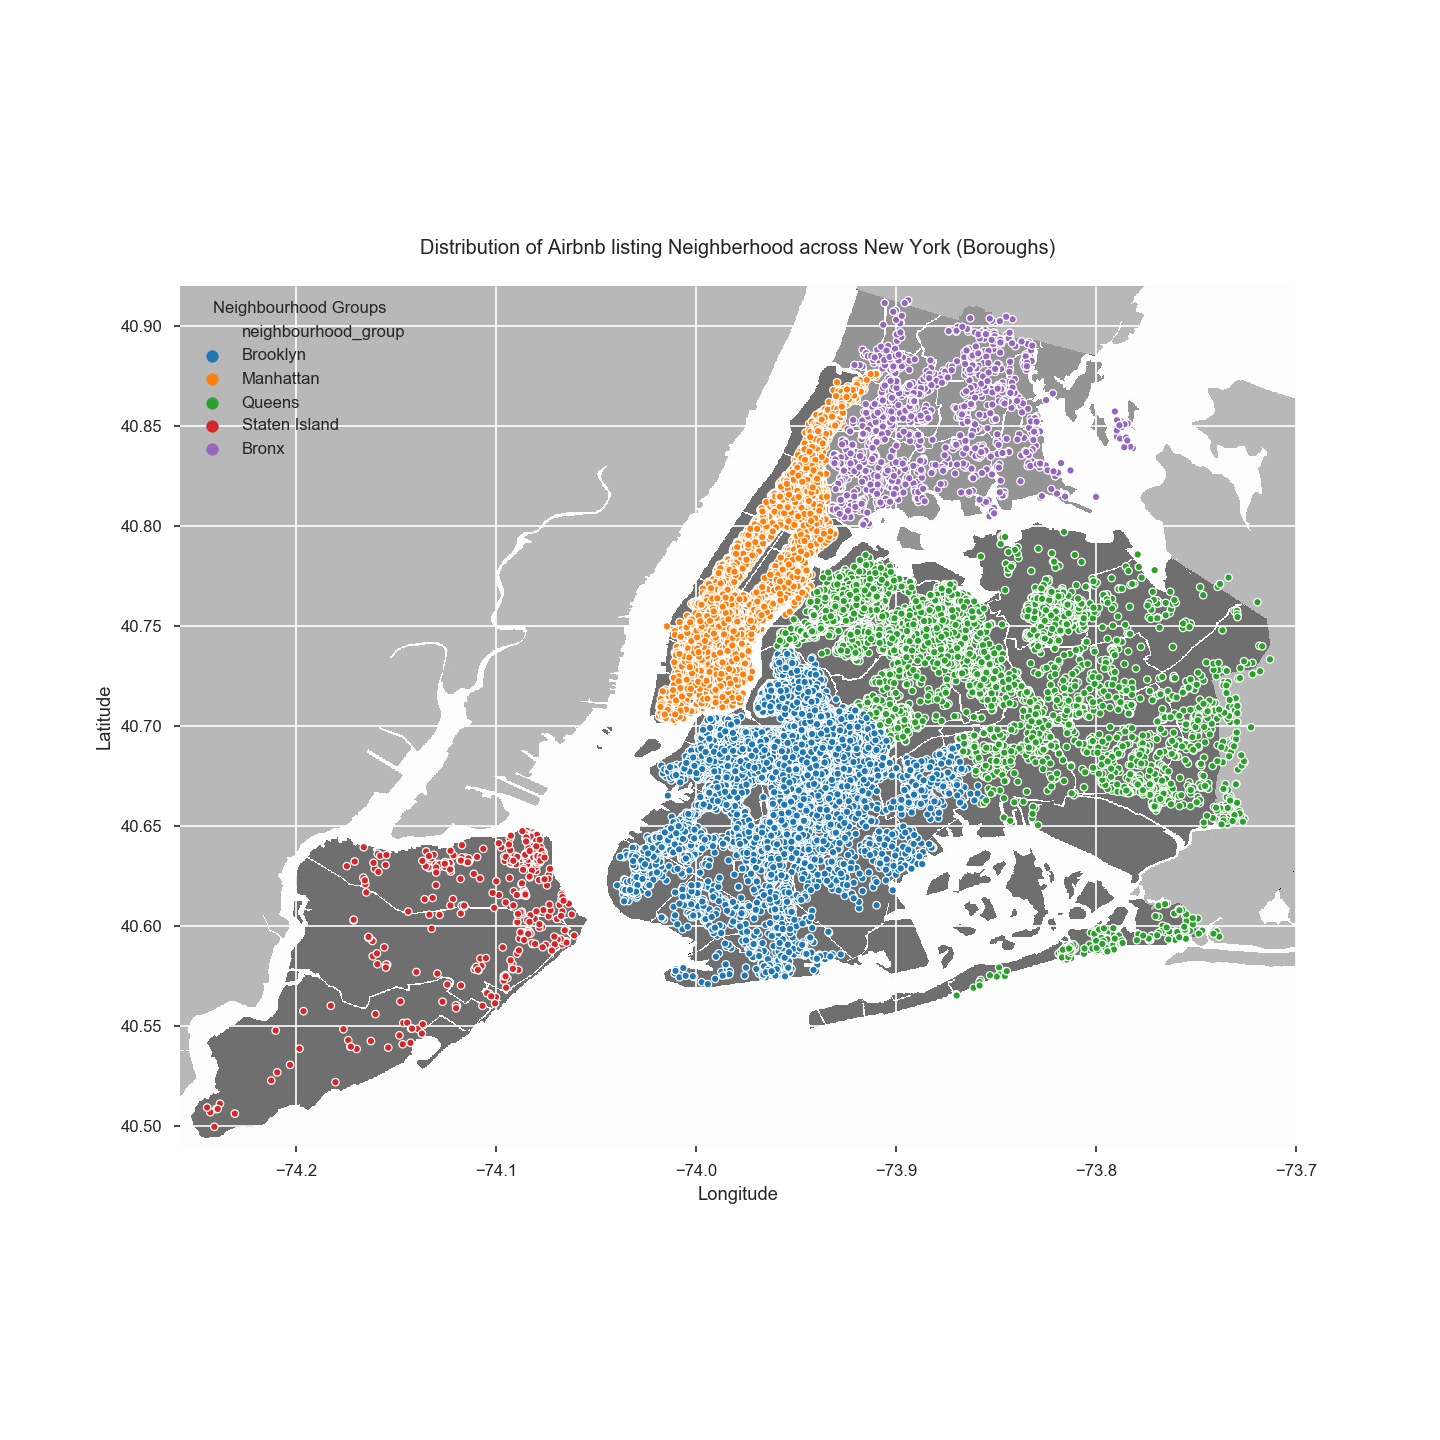 Distribution of Airbnb listing Neighberhood across New York (Boroughs)
Neighbourhood Groups
neighbourhood_group
Brooklyn
Manhattan
Queens
Staten Island
Bronx
40.90
40.85
40.80
40.75
40.70
40.65
40.60
40.55
40.50
Latitude
−74.2 −74.1 −74.0 −73.9 −73.8 −73.7
Longitude